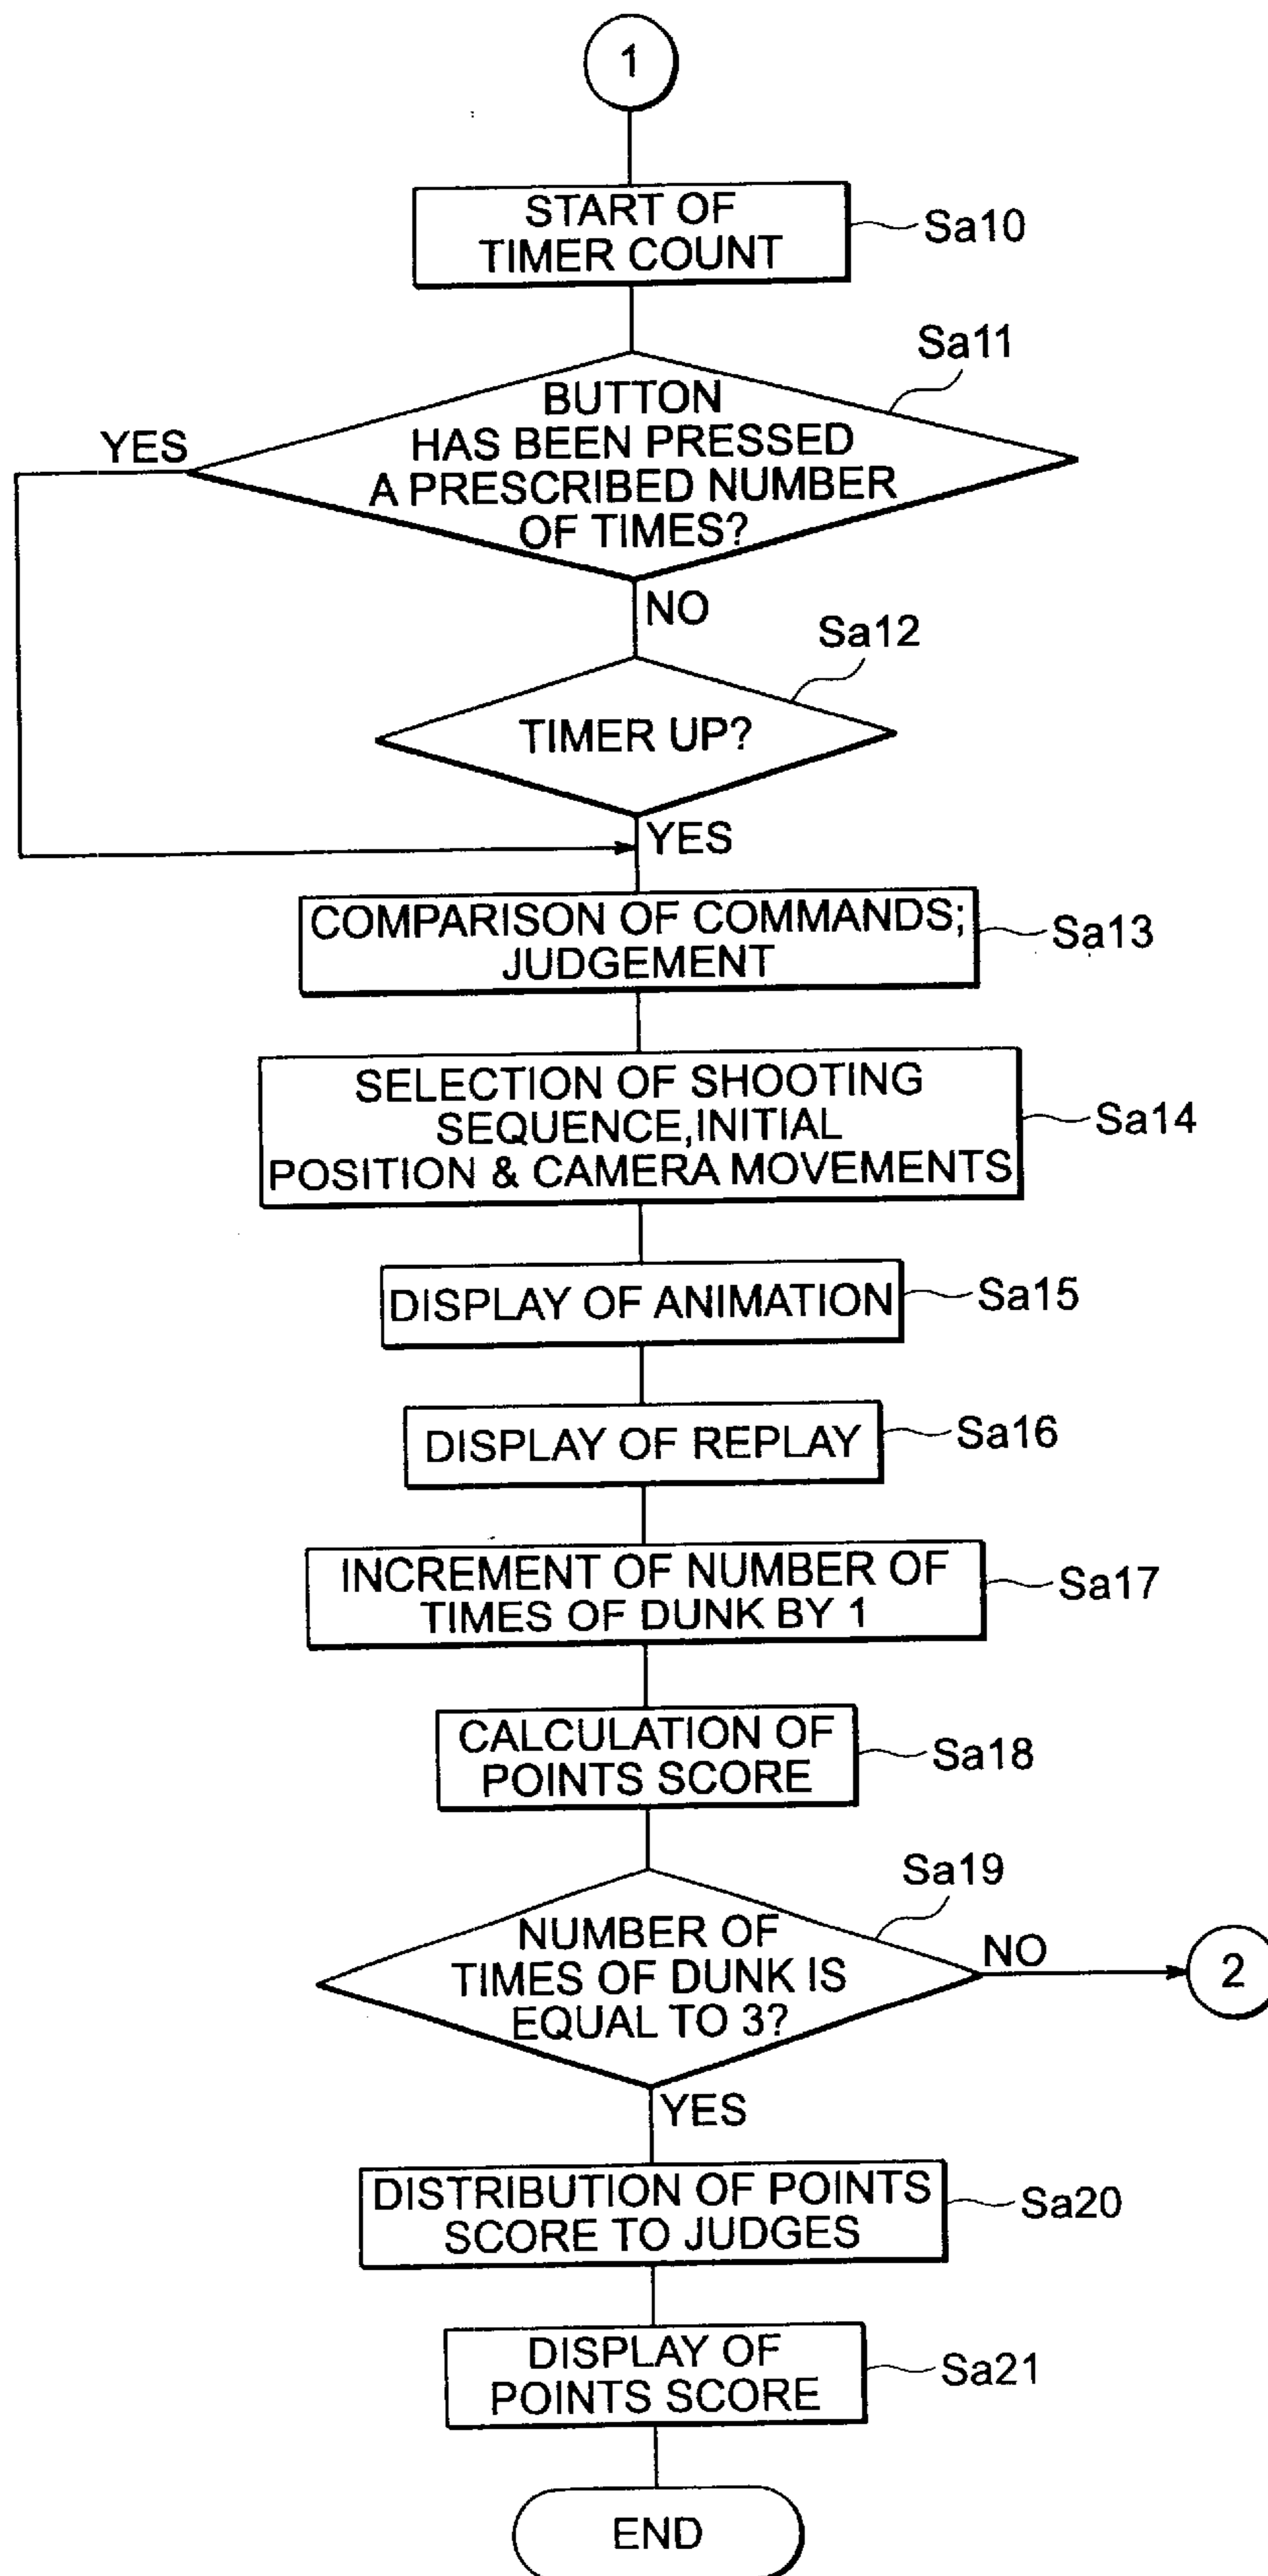 1
START OF
TIMER COUNT
Sa10
Sa11
BUTTON
HAS BEEN PRESSED
A PRESCRIBED NUMBER
OF TIMES?
YES
NO
Sa12
TIMER UP?
YES
COMPARISON OF COMMANDS;
JUDGEMENT
Sa13
SELECTION OF SHOOTING
SEQUENCE,INITIAL
POSITION & CAMERA MOVEMENTS
Sa14
DISPLAY OF ANIMATION
Sa15
DISPLAY OF REPLAY
Sa16
INCREMENT OF NUMBER OF
TIMES OF DUNK BY 1
Sa17
CALCULATION OF
POINTS SCORE
Sa18
Sa19
NUMBER OF
TIMES OF DUNK IS
EQUAL TO 3?
NO
2
YES
DISTRIBUTION OF POINTS
SCORE TO JUDGES
Sa20
DISPLAY OF
POINTS SCORE
Sa21
END